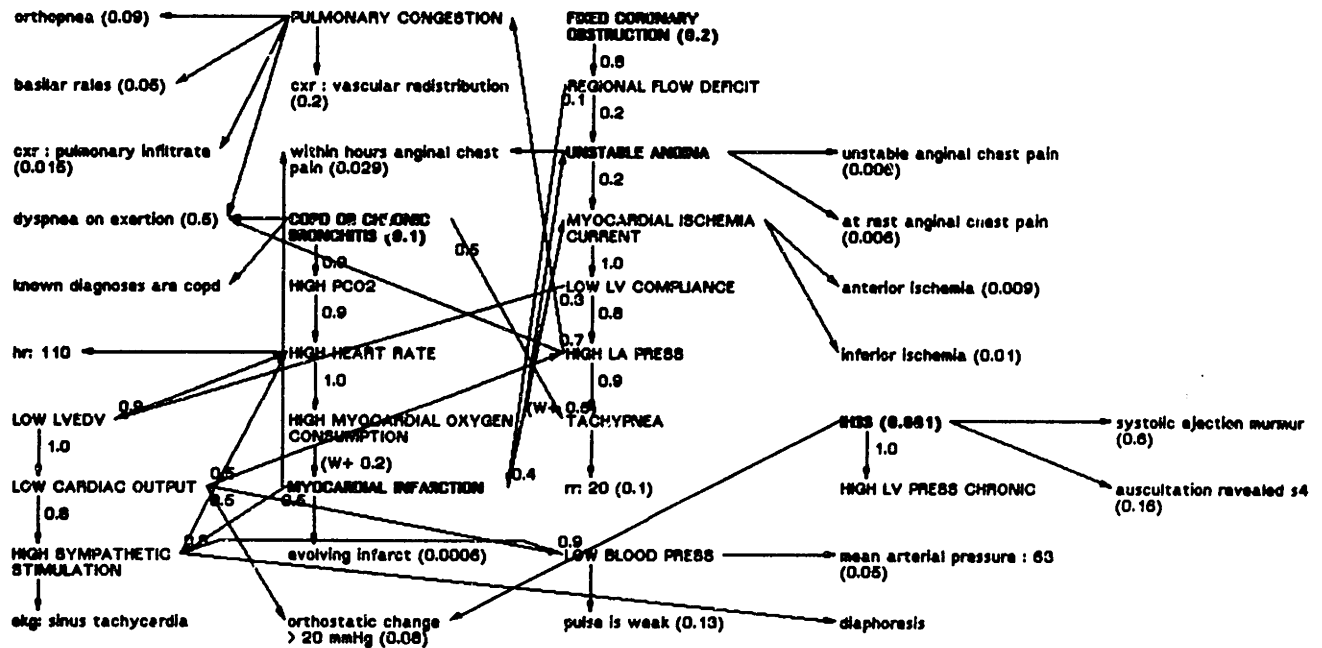 orthopnea (0.09)
PULMONARY CONGESTION
FIXED CORONARY
OBSTRUCTION (0.2)
0.8
basilar rales (0.05)
cxr : vascular redistribution
(0.2)
REGIONAL FLOW DEFICIT
0.1
0.2
cxr : pulmonary infiltrate
(0.015)
within hours anginal chest
pain (0.029)
UNSTABLE ANGINA
0.2
unstable anginal chest pain
(0.006)
dyspnea on exertion (0.5)
COPD OR CHRONIC
BRONCHITIS (0.1)
0.9
0.5
MYOCARDIAL ISCHEMIA
CURRENT
1.0
at rest anginal chest pain
(0.006)
known diagnoses are copd
HIGH PCO2
0.9
LOW LV COMPLIANCE
0.3
0.8
anterior ischemia (0.009)
hr: 110
HIGH HEART RATE
1.0
0.7
HIGH LA PRESS
0.9
inferior ischemia (0.01)
0.9
LOW LVEDV
1.0
HIGH MYOCARDIAL OXYGEN
CONSUMPTION
(W+ 0.2)
(W+ 0.5)
TACHYPNEA
IHSS
1.0
systolic ejection murmur
(0.6)
0.5
LOW CARDIAC OUTPUT
0.5
0.8
MYOCARDIAL INFARCTION
0.5
0.4
rr: 20 (0.1)
HIGH LV PRESS CHRONIC
auscultation revealed s4
(0.16)
HIGH SYMPATHETIC
STIMULATION
evolving infarct (0.0006)
0.9
LOW BLOOD PRESS
mean arterial pressure : 63
(0.05)
ekg: sinus tachycardia
orthostatic change
> 20 mmHg (0.08)
pulse is weak (0.13)
diaphoresis